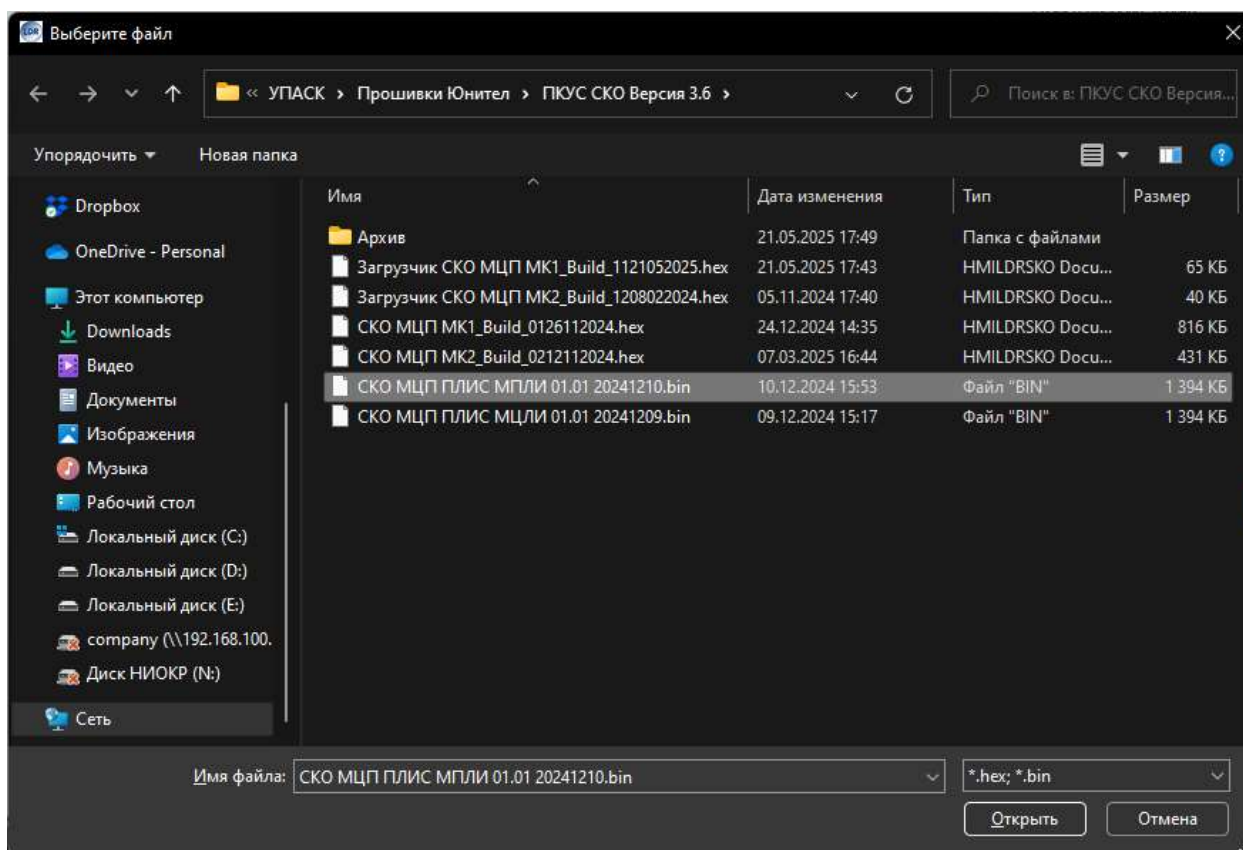 Выберите файл
« УПАСК › Прошивки Юнител › ПКУС СКО Версия 3.6 ›
Поиск в: ПКУС СКО Версия...
Упорядочить
Новая папка
Имя
Дата изменения
Тип
Размер
Dropbox
OneDrive - Personal
Этот компьютер
Downloads
Видео
Документы
Изображения
Музыка
Рабочий стол
Локальный диск (C:)
Локальный диск (D:)
Локальный диск (E:)
company (\\192.168.100.
Диск НИОКР (N:)
Сеть
Архив 21.05.2025 17:49 Папка с файлами
Загрузчик СКО МЦП МК1_Build_1121052025.hex 21.05.2025 17:43 HMILDRSKO Docu... 65 КБ
Загрузчик СКО МЦП МК2_Build_1208022024.hex 05.11.2024 17:40 HMILDRSKO Docu... 40 КБ
СКО МЦП МК1_Build_0126112024.hex 24.12.2024 14:35 HMILDRSKO Docu... 816 КБ
СКО МЦП МК2_Build_0212112024.hex 07.03.2025 16:44 HMILDRSKO Docu... 431 КБ
СКО МЦП ПЛИС МПЛИ 01.01 20241210.bin 10.12.2024 15:53 Файл "BIN" 1 394 КБ
СКО МЦП ПЛИС МЦЛИ 01.01 20241209.bin 09.12.2024 15:17 Файл "BIN" 1 394 КБ
Имя файла: СКО МЦП ПЛИС МПЛИ 01.01 20241210.bin
*.hex; *.bin
Открыть
Отмена